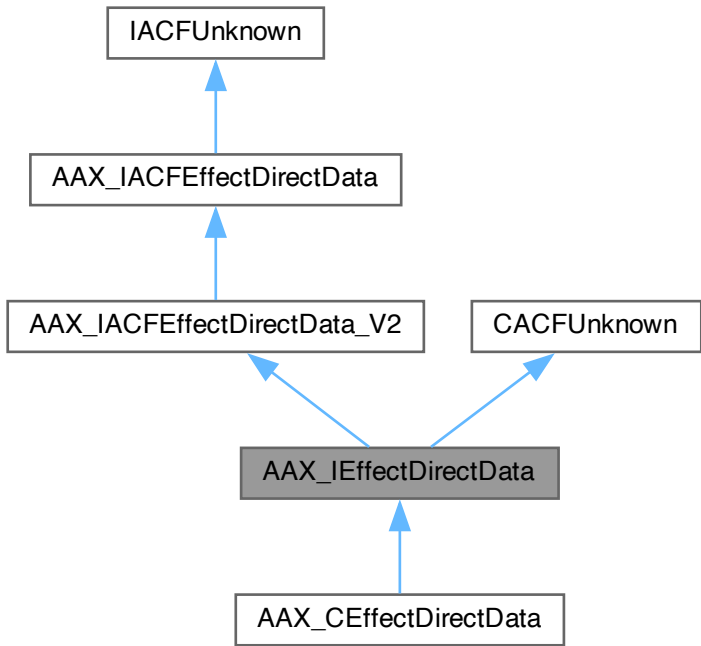 IACFUnknown
AAX_IACFEffectDirectData
AAX_IACFEffectDirectData_V2
CACFUnknown
AAX_IEffectDirectData
AAX_CEffectDirectData